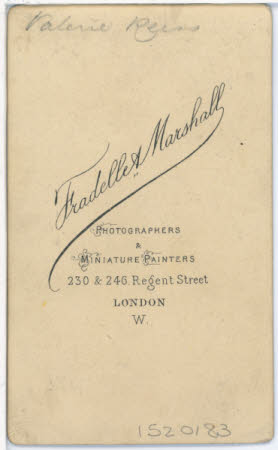 Valerie Reiss
Fradelle & Marshall
PHOTOGRAPHERS
&
MINIATURE PAINTERS
230 & 246. Regent Street
LONDON
W.
1520183